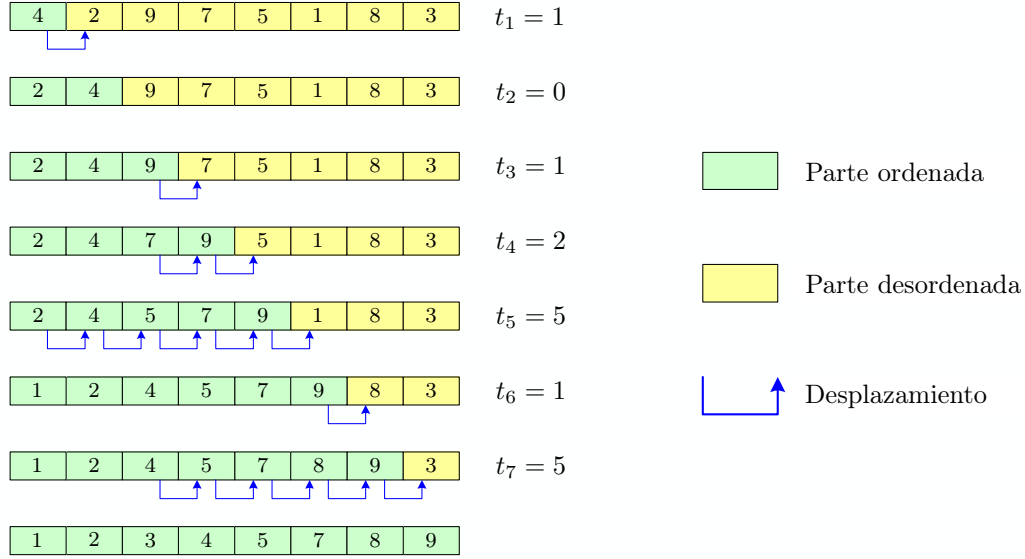 4 2 9 7 5 1 8 3 t₁ = 1
2 4 9 7 5 1 8 3 t₂ = 0
2 4 9 7 5 1 8 3 t₃ = 1
Parte ordenada
2 4 7 9 5 1 8 3 t₄ = 2
Parte desordenada
2 4 5 7 9 1 8 3 t₅ = 5
1 2 4 5 7 9 8 3 t₆ = 1
Desplazamiento
1 2 4 5 7 8 9 3 t₇ = 5
1 2 3 4 5 7 8 9